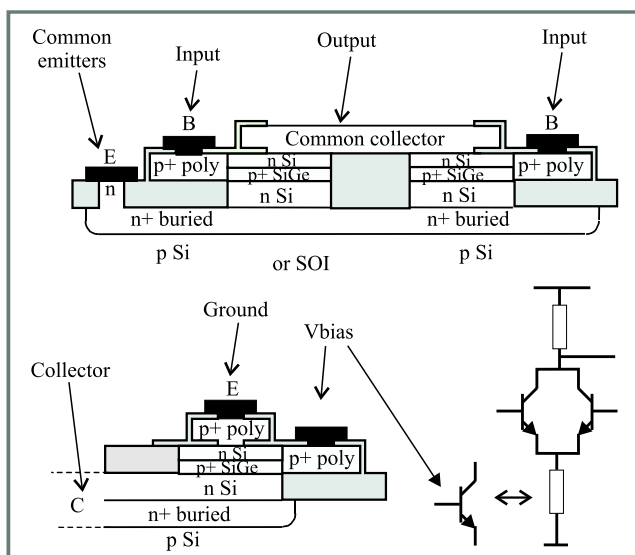 Common
emitters
Input
Output
Input
B
B
E
Common collector
p+ poly
n Si
n Si
p+ poly
p+ SiGe
p+ SiGe
n
n Si
n Si
n+ buried
n+ buried
p Si
or SOI
p Si
Ground
Vbias
Collector
E
p+ poly
n Si
p+ poly
p+ SiGe
n Si
C
n+ buried
p Si